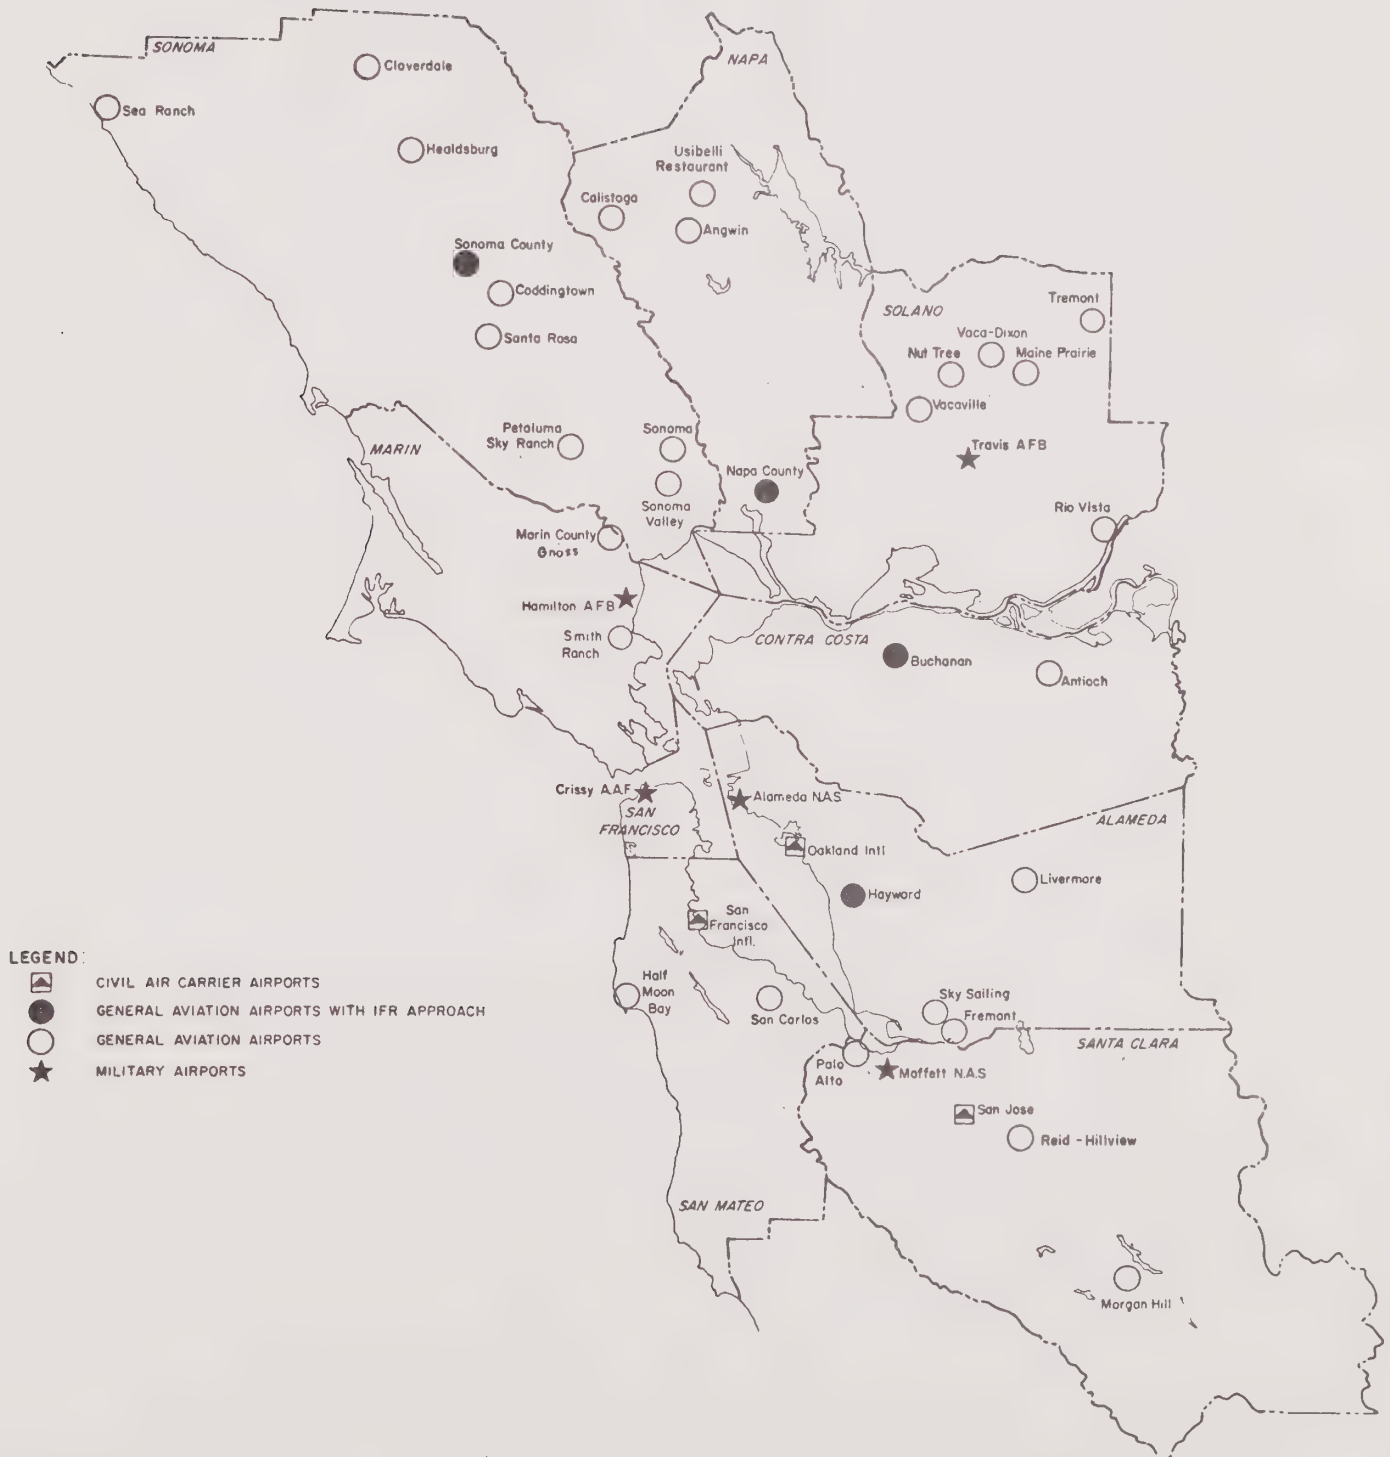 SONOMA
NAPA
Cloverdale
Sea Ranch
Healdsburg
Usibelli
Restaurant
Calistoga
Angwin
Sonoma County
Coddingtown
Santa Rosa
SOLANO
Tremont
Vaca-Dixon
Nut Tree
Maine Prairie
Vacaville
Petaluma
Sky Ranch
Sonoma
MARIN
Travis AFB
Napa County
Sonoma
Valley
Rio Vista
Marin County
Gnoss
Hamilton AFB
Smith
Ranch
CONTRA COSTA
Buchanan
Antioch
Crissy A.A.F.
Alameda N.A.S.
SAN
FRANCISCO
ALAMEDA
Oakland Intl
Livermore
Hayward
San
Francisco
Intl.
LEGEND:
CIVIL AIR CARRIER AIRPORTS
GENERAL AVIATION AIRPORTS WITH IFR APPROACH
GENERAL AVIATION AIRPORTS
MILITARY AIRPORTS
Half
Moon
Bay
San Carlos
Sky Sailing
Fremont
SANTA CLARA
Palo
Alto
Moffett N.A.S
San Jose
Reid - Hillview
SAN MATEO
Morgan Hill